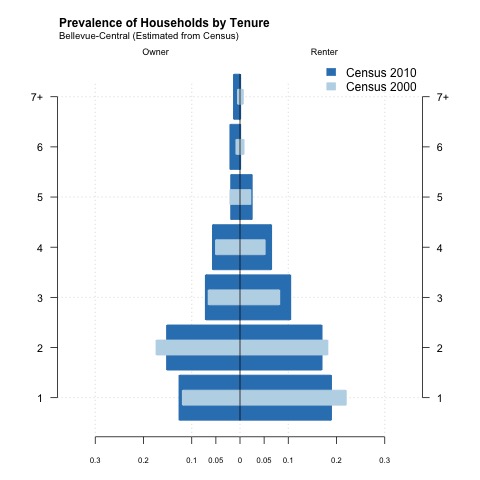 Prevalence of Households by Tenure
Bellevue-Central (Estimated from Census)
Owner Renter
Census 2010
Census 2000
7+ 7+
6 6
5 5
4 4
3 3
2 2
1 1
0.3 0.2 0.1 0.05 0 0.05 0.1 0.2 0.3